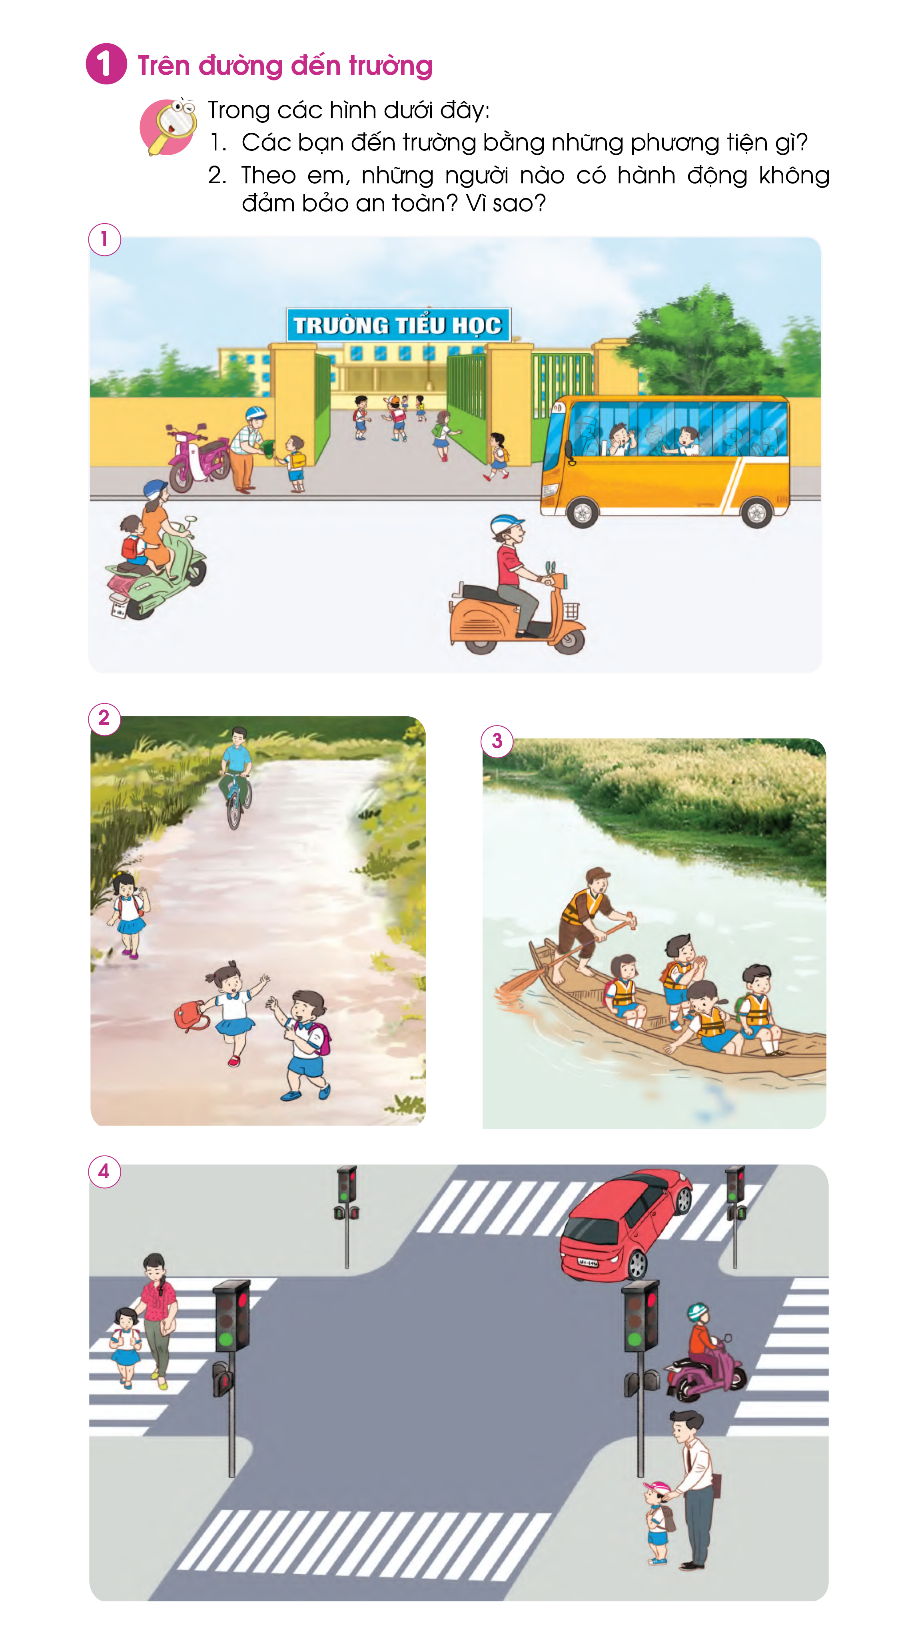 1 Trên đường đến trường
Trong các hình dưới đây:
1. Các bạn đến trường bằng những phương tiện gì?
2. Theo em, những người nào có hành động không
đảm bảo an toàn? Vì sao?
1
TRƯỜNG TIỂU HỌC
2
3
4